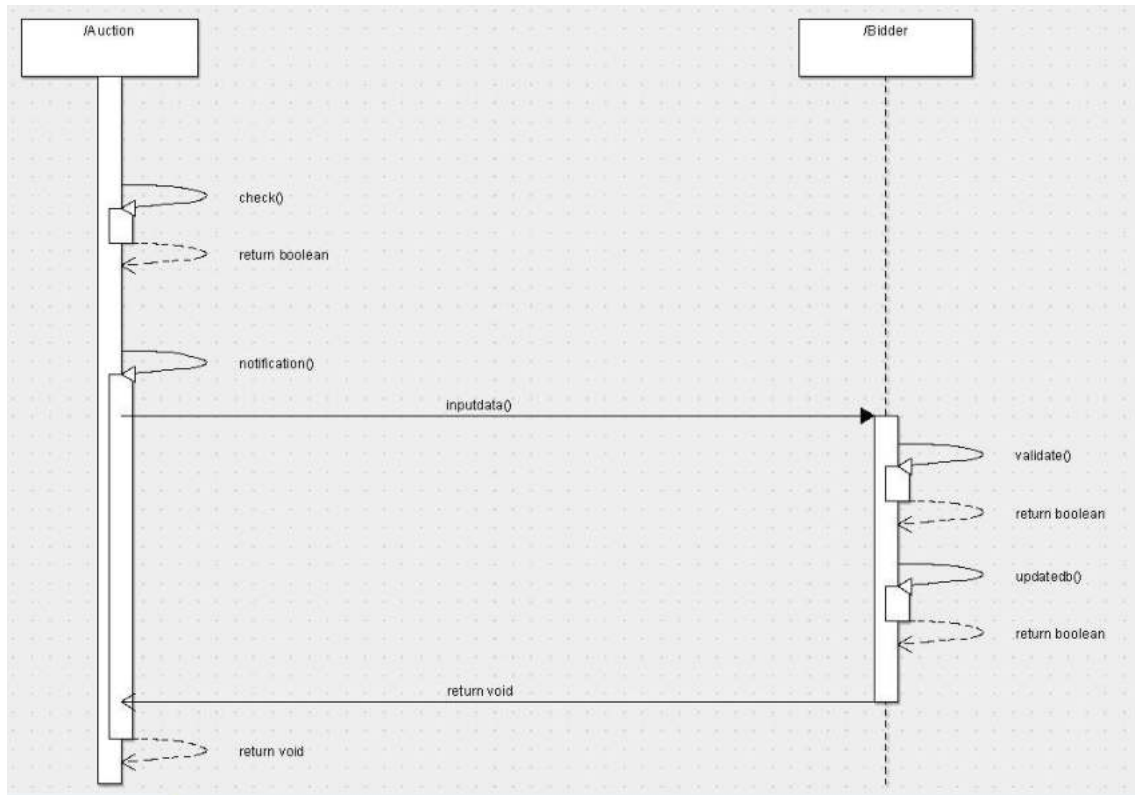 /Auction
/Bidder
check()
return boolean
notification()
inputdata()
validate()
return boolean
updatedb()
return boolean
return void
return void